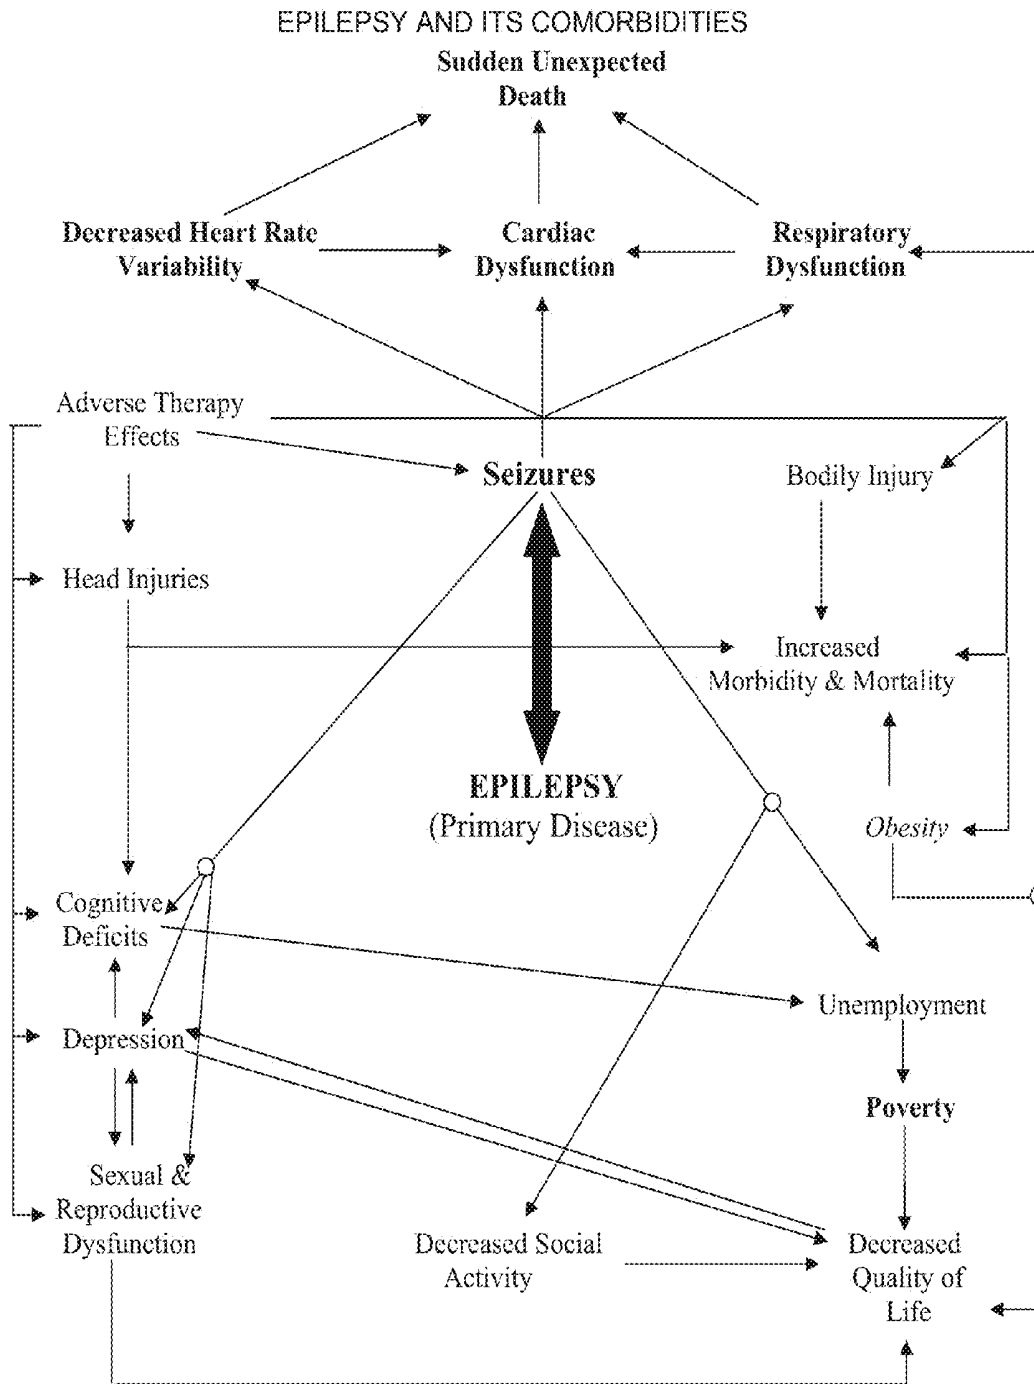 EPILEPSY AND ITS COMORBIDITIES
Sudden Unexpected
Death
Decreased Heart Rate
Variability
Cardiac
Dysfunction
Respiratory
Dysfunction
Adverse Therapy
Effects
Seizures
Bodily Injury
Head Injuries
Increased
Morbidity & Mortality
EPILEPSY
(Primary Disease)
Obesity
Cognitive
Deficits
Unemployment
Depression
Poverty
Sexual &
Reproductive
Dysfunction
Decreased Social
Activity
Decreased
Quality of
Life